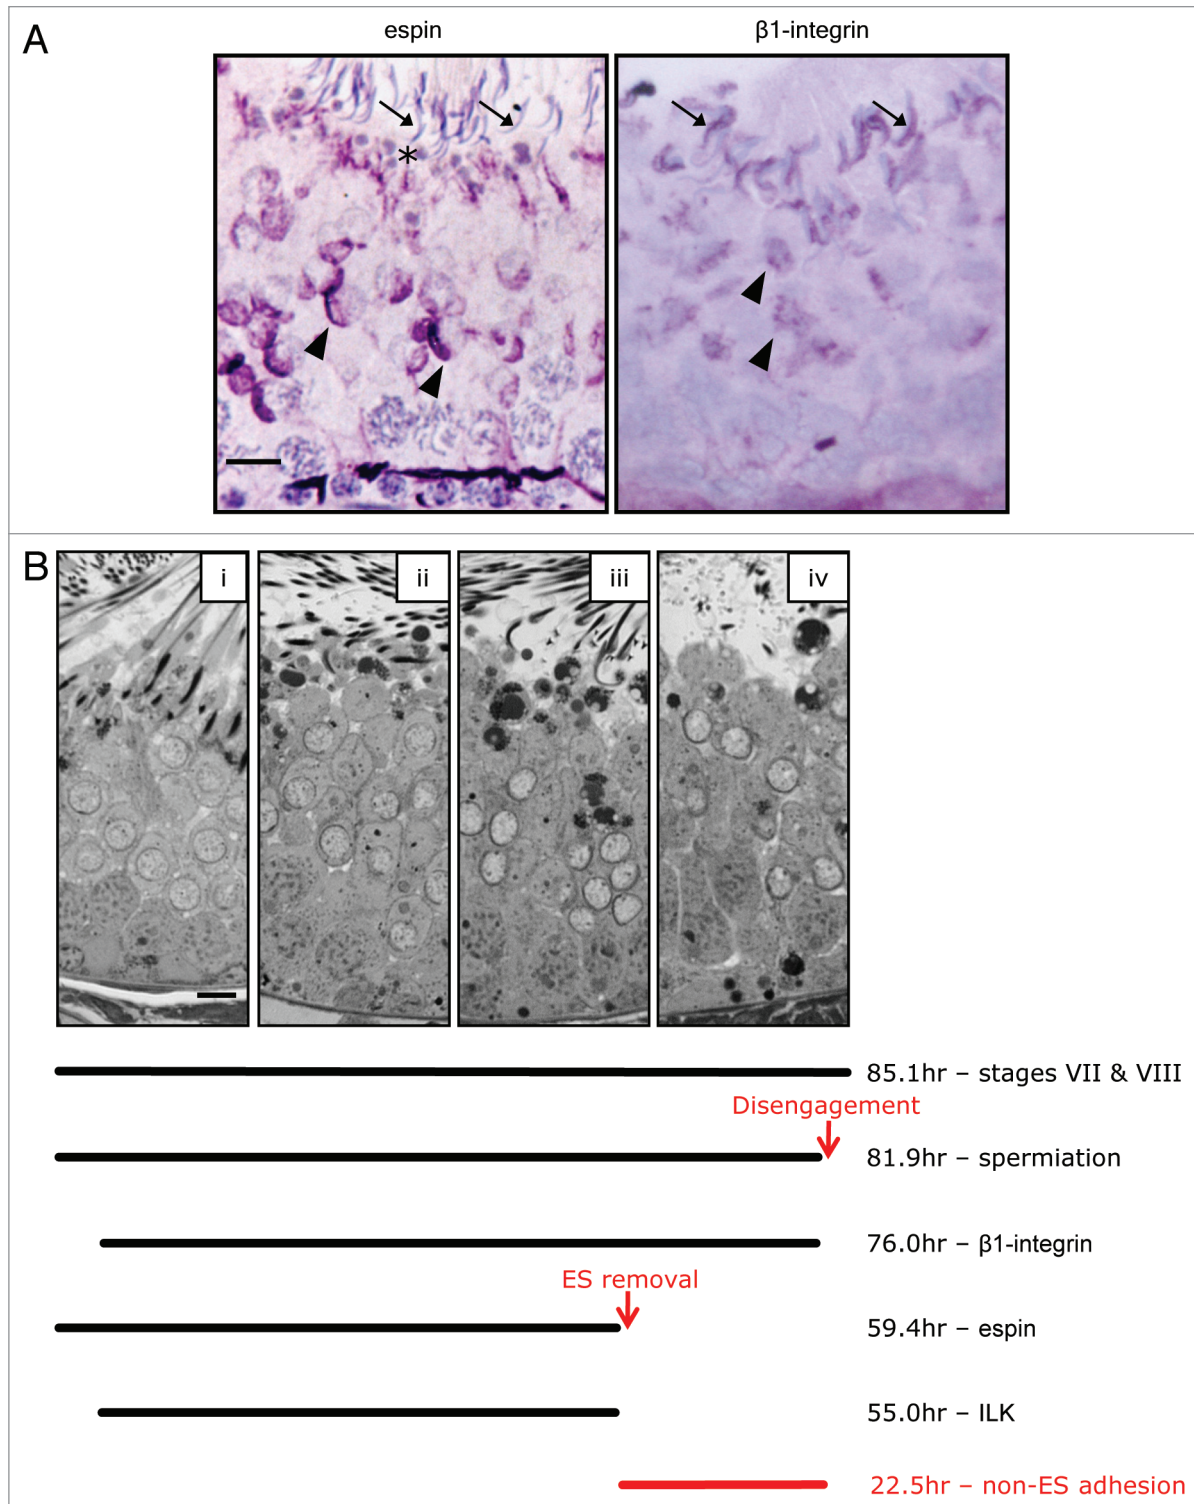 A
espin
β1-integrin
*
B
i
ii
iii
iv
85.1hr – stages VII & VIII
Disengagement
81.9hr – spermiation
76.0hr – β1-integrin
ES removal
59.4hr – espin
55.0hr – ILK
22.5hr – non-ES adhesion